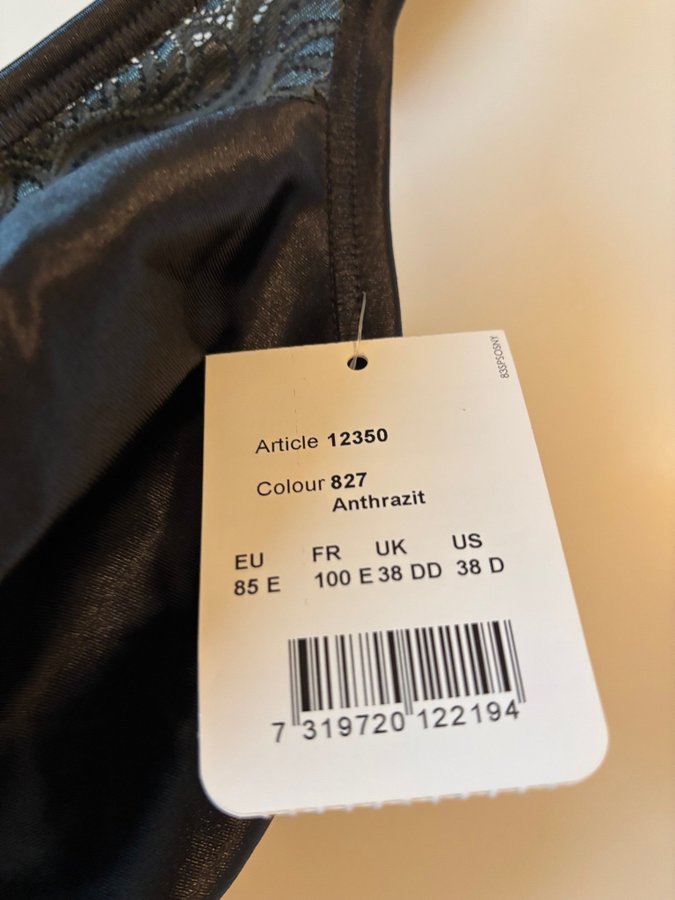 Article 12350
Colour 827
Anthrazit
EU FR UK US
85 E 100 E 38 DD 38 D
7 319720 122194